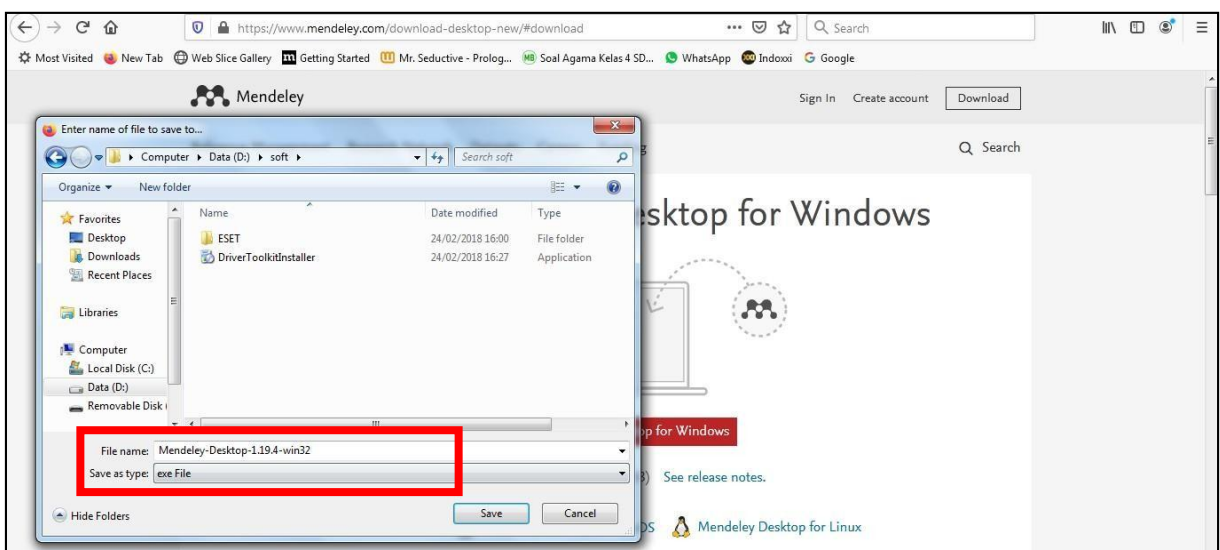 https://www.mendeley.com/download-desktop-new/#download
Search
Most Visited New Tab Web Slice Gallery Getting Started Mr. Seductive - Prolog... Soal Agama Kelas 4 SD... WhatsApp Indoxxi Google
Mendeley
Sign In Create account Download
Search
Desktop for Windows
for Windows
See release notes.
Mendeley Desktop for Linux
Enter name of file to save to...
Computer Data (D:) soft
Search soft
Organize New folder
Name Date modified Type
ESET 24/02/2018 16:00 File folder
DriverToolkitInstaller 24/02/2018 16:27 Application
Favorites
Desktop
Downloads
Recent Places
Libraries
Computer
Local Disk (C:)
Data (D:)
Removable Disk
File name: Mendeley-Desktop-1.19.4-win32
Save as type: exe File
Hide Folders
Save Cancel